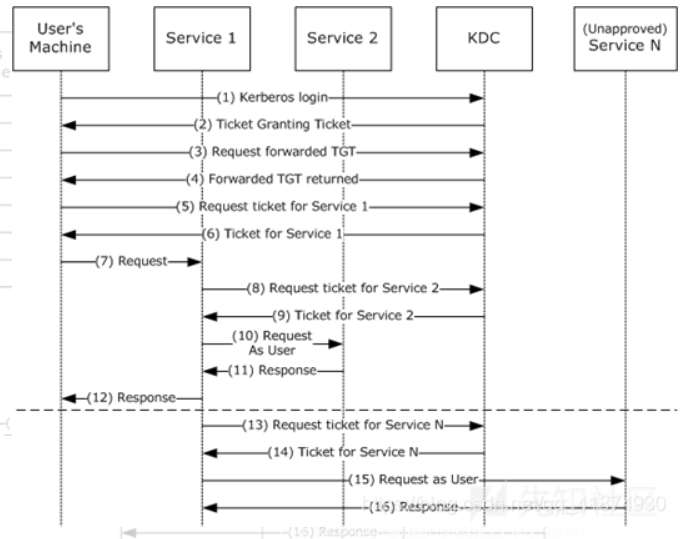 User's
Machine
Service 1
Service 2
KDC
(Unapproved)
Service N
(1) Kerberos login
(2) Ticket Granting Ticket
(3) Request forwarded TGT
(4) Forwarded TGT returned
(5) Request ticket for Service 1
(6) Ticket for Service 1
(7) Request
(8) Request ticket for Service 2
(9) Ticket for Service 2
(10) Request
As User
(11) Response
(12) Response
(13) Request ticket for Service N
(14) Ticket for Service N
(15) Request as User
(16) Response
(16) Response